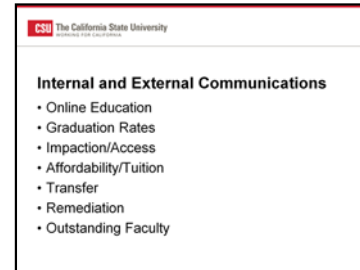 CSU The California State University
WORKING FOR CALIFORNIA
Internal and External Communications
• Online Education
• Graduation Rates
• Impaction/Access
• Affordability/Tuition
• Transfer
• Remediation
• Outstanding Faculty